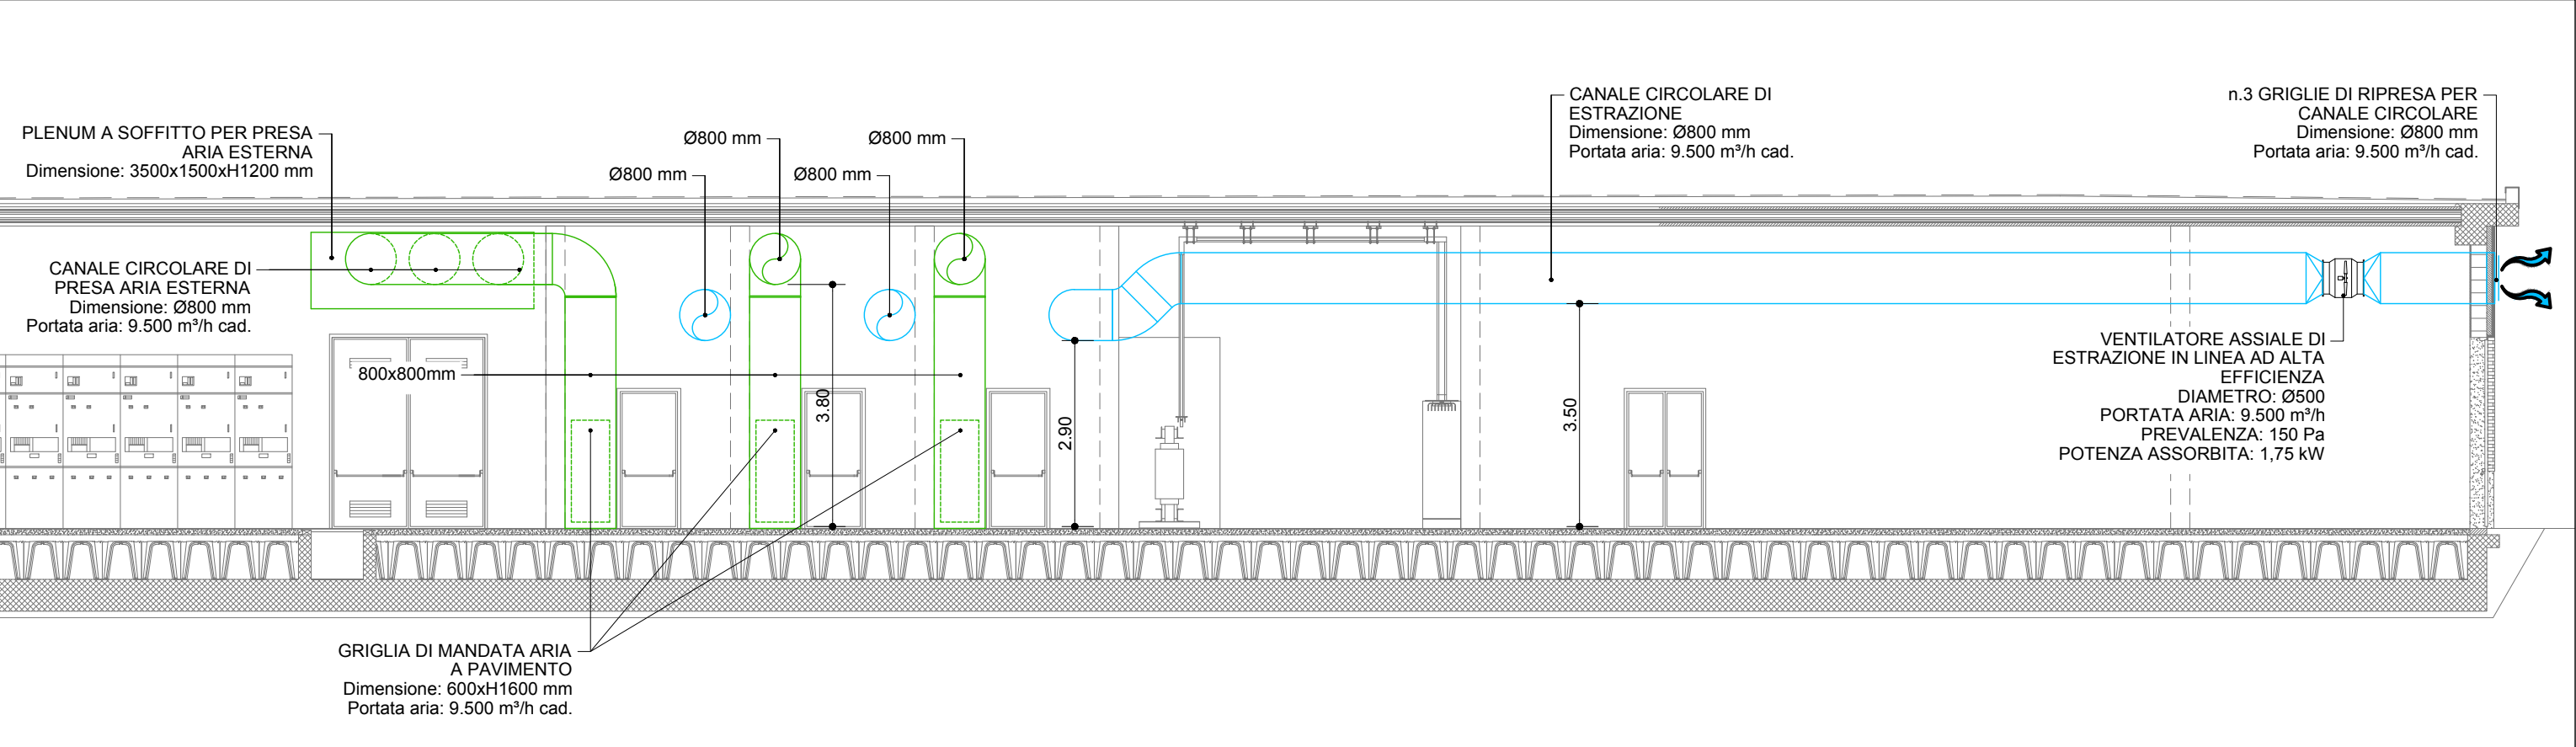 PLENUM A SOFFITTO PER PRESA
ARIA ESTERNA
Dimensione: 3500x1500xH1200 mm
CANALE CIRCOLARE DI
PRESA ARIA ESTERNA
Dimensione: Ø800 mm
Portata aria: 9.500 m³/h cad.
Ø800 mm
Ø800 mm
Ø800 mm
Ø800 mm
800x800mm
3.80
2.90
3.50
CANALE CIRCOLARE DI
ESTRAZIONE
Dimensione: Ø800 mm
Portata aria: 9.500 m³/h cad.
n.3 GRIGLIE DI RIPRESA PER
CANALE CIRCOLARE
Dimensione: Ø800 mm
Portata aria: 9.500 m³/h cad.
VENTILATORE ASSIALE DI
ESTRAZIONE IN LINEA AD ALTA
EFFICIENZA
DIAMETRO: Ø500
PORTATA ARIA: 9.500 m³/h
PREVALENZA: 150 Pa
POTENZA ASSORBITA: 1,75 kW
GRIGLIA DI MANDATA ARIA
A PAVIMENTO
Dimensione: 600xH1600 mm
Portata aria: 9.500 m³/h cad.